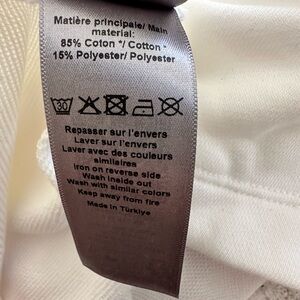 Matière principale/ Main
material:
85% Coton */ Cotton *
15% Polyester/ Polyester
30
Repasser sur l'envers
Laver sur l'envers
Laver avec des couleurs
similaires
Iron on reverse side
Wash inside out
Wash with similar colors
Keep away from fire
Made in Türkiye